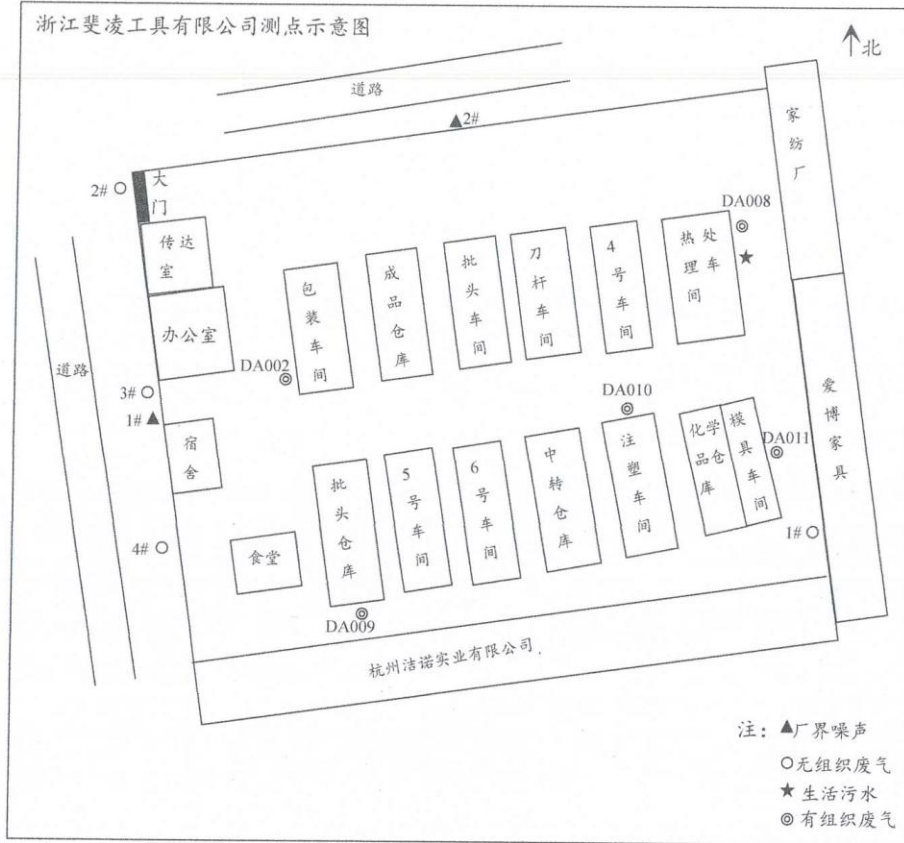 浙江斐凌工具有限公司测点示意图
北
道路
▲2#
家纺厂
2#
大门
DA008
传达室
包装车间
成品仓库
批头车间
刀杆车间
4号车间
热处理车间
办公室
道路
DA002
3#
1#
DA010
爱博家具
宿舍
批头仓库
5号车间
6号车间
中转仓库
注塑车间
化学品仓库
模具车间
DA011
1#
4#
食堂
DA009
杭州洁诺实业有限公司
注：▲厂界噪声
○无组织废气
★生活污水
◎有组织废气